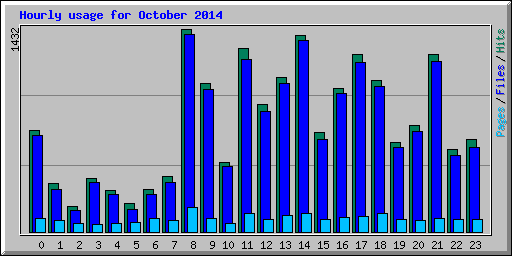 Hourly usage for October 2014
1432
Pages / Files / Hits
0 1 2 3 4 5 6 7 8 9 10 11 12 13 14 15 16 17 18 19 20 21 22 23